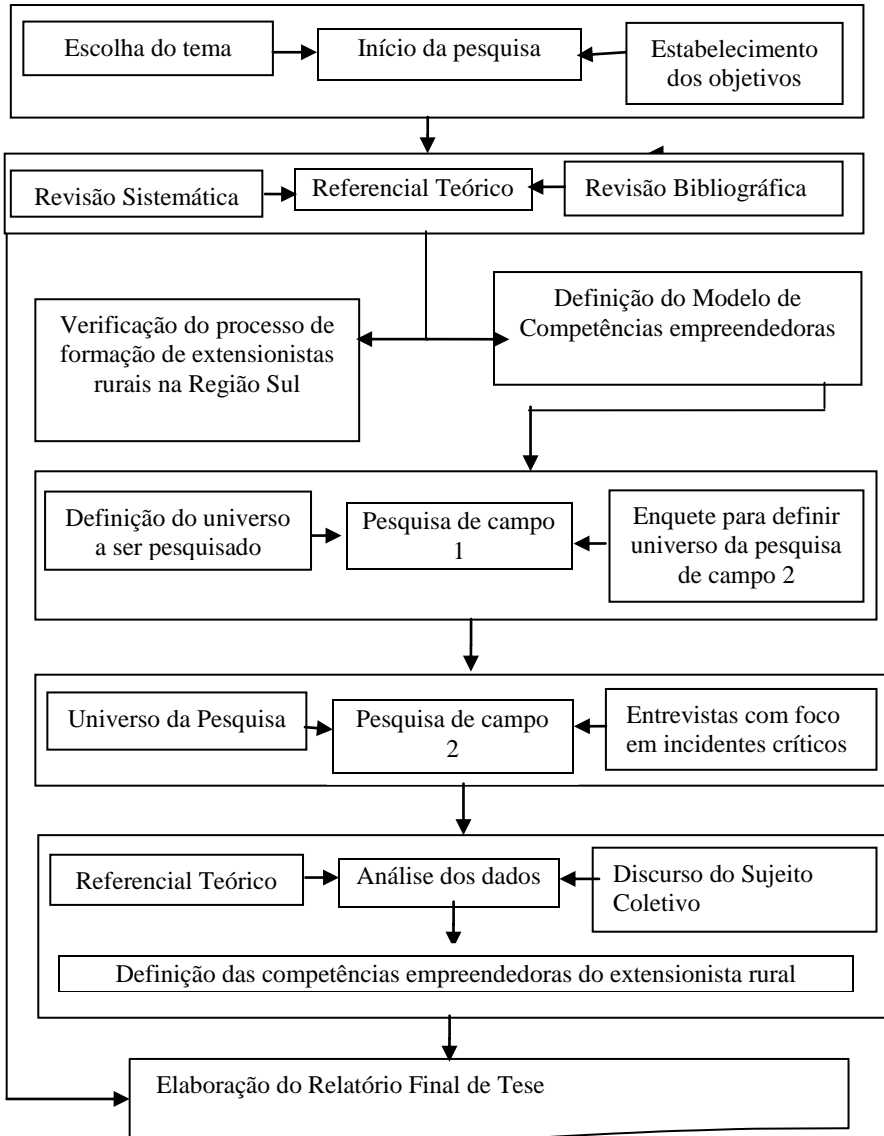 Escolha do tema
Início da pesquisa
Estabelecimento
dos objetivos
Revisão Sistemática
Referencial Teórico
Revisão Bibliográfica
Verificação do processo de
formação de extensionistas
rurais na Região Sul
Definição do Modelo de
Competências empreendedoras
Definição do universo
a ser pesquisado
Pesquisa de campo
1
Enquete para definir
universo da pesquisa
de campo 2
Universo da Pesquisa
Pesquisa de campo
2
Entrevistas com foco
em incidentes críticos
Referencial Teórico
Análise dos dados
Discurso do Sujeito
Coletivo
Definição das competências empreendedoras do extensionista rural
Elaboração do Relatório Final de Tese